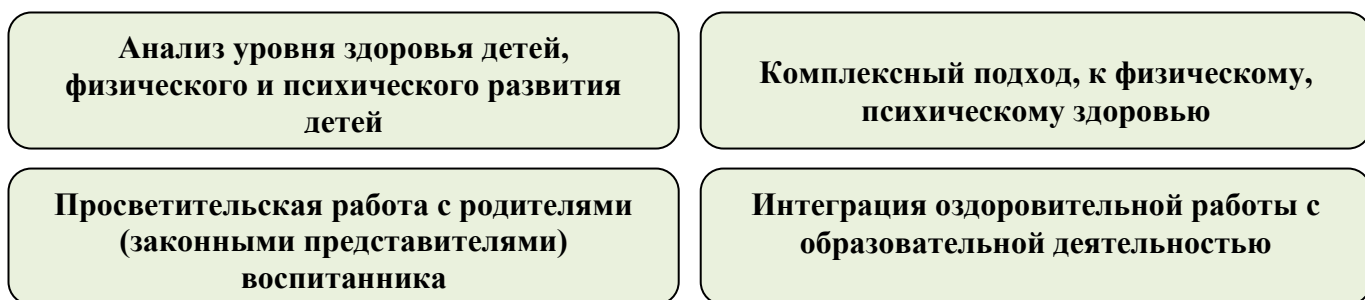 Анализ уровня здоровья детей,
физического и психического развития
детей
Комплексный подход, к физическому,
психическому здоровью
Просветительская работа с родителями
(законными представителями)
воспитанника
Интеграция оздоровительной работы с
образовательной деятельностью